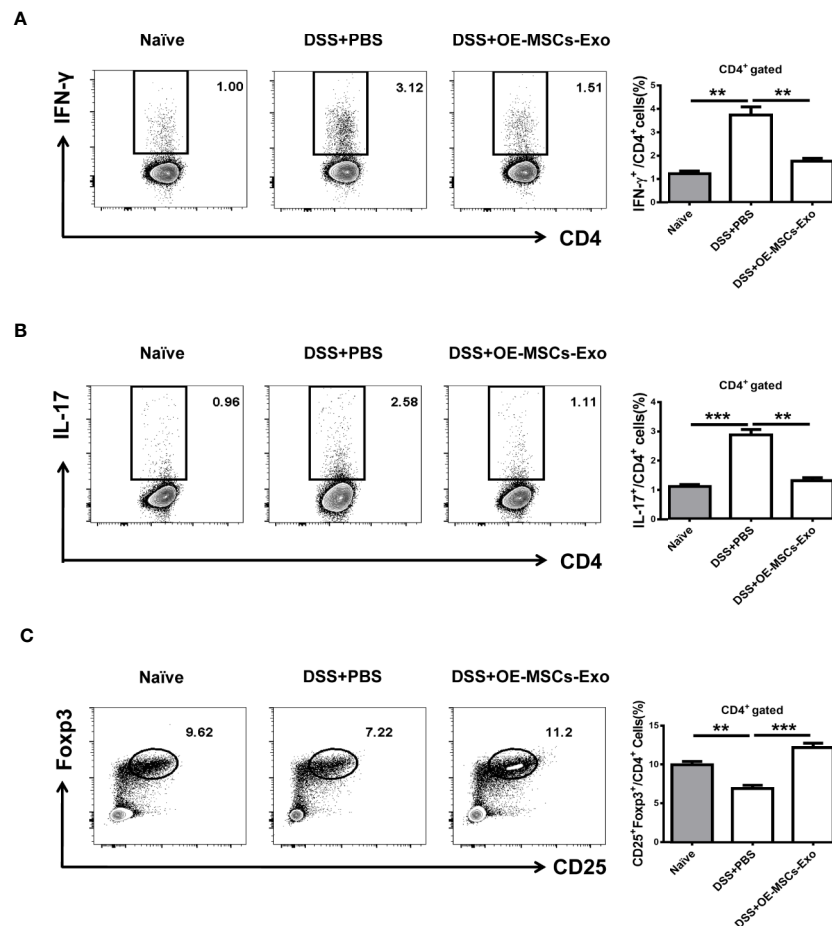 A
Naïve DSS+PBS DSS+OE-MSCs-Exo
IFN-γ
1.00 3.12 1.51
CD4
CD4⁺ gated
** **
IFN-γ⁺/CD4⁺cells(%)
5
4
3
2
1
0
Naïve DSS+PBS DSS+OE-MSCs-Exo
B
Naïve DSS+PBS DSS+OE-MSCs-Exo
IL-17
0.96 2.58 1.11
CD4
CD4⁺ gated
*** **
IL-17⁺/CD4⁺cells(%)
4
3
2
1
0
Naïve DSS+PBS DSS+OE-MSCs-Exo
C
Naïve DSS+PBS DSS+OE-MSCs-Exo
Foxp3
9.62 7.22 11.2
CD25
CD4⁺ gated
** ***
CD25⁺Foxp3⁺/CD4⁺ Cells(%)
15
10
5
0
Naïve DSS+PBS DSS+OE-MSCs-Exo